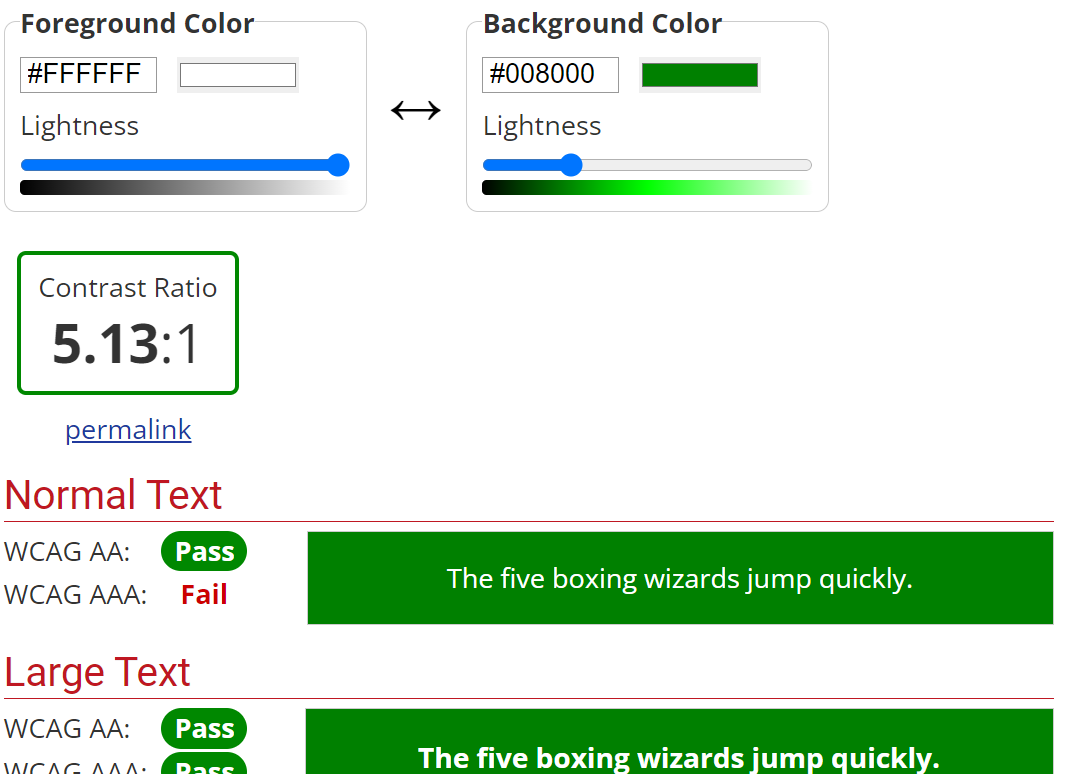 Foreground Color
#FFFFFF
Lightness
Background Color
#008000
Lightness
Contrast Ratio
5.13:1
permalink
Normal Text
WCAG AA: Pass
WCAG AAA: Fail
The five boxing wizards jump quickly.
Large Text
WCAG AA: Pass
WCAG AAA: Pass
The five boxing wizards jump quickly.